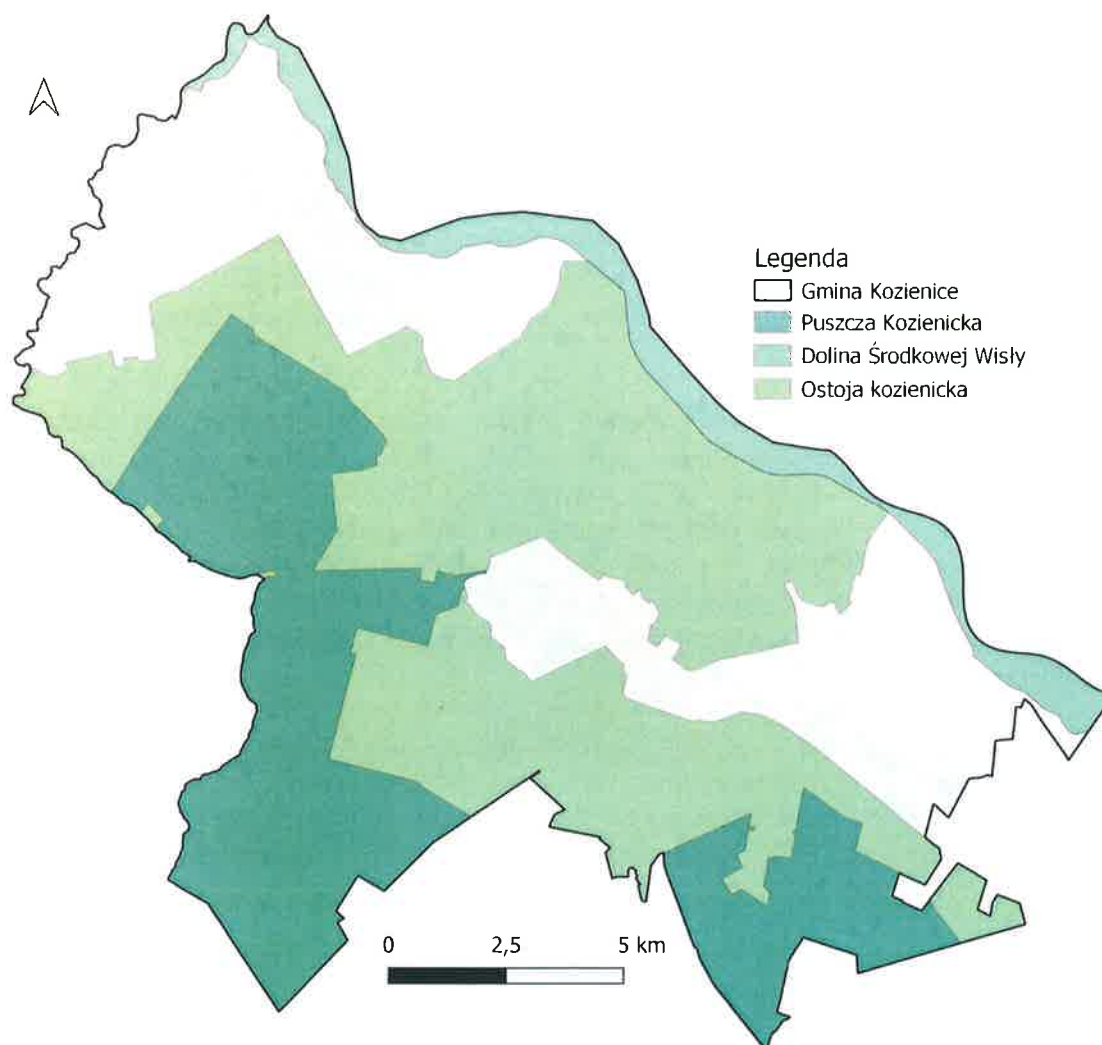 Legenda
Gmina Kozienice
Puszcza Kozienicka
Dolina Środkowej Wisły
Ostoja kozienicka
0 2,5 5 km